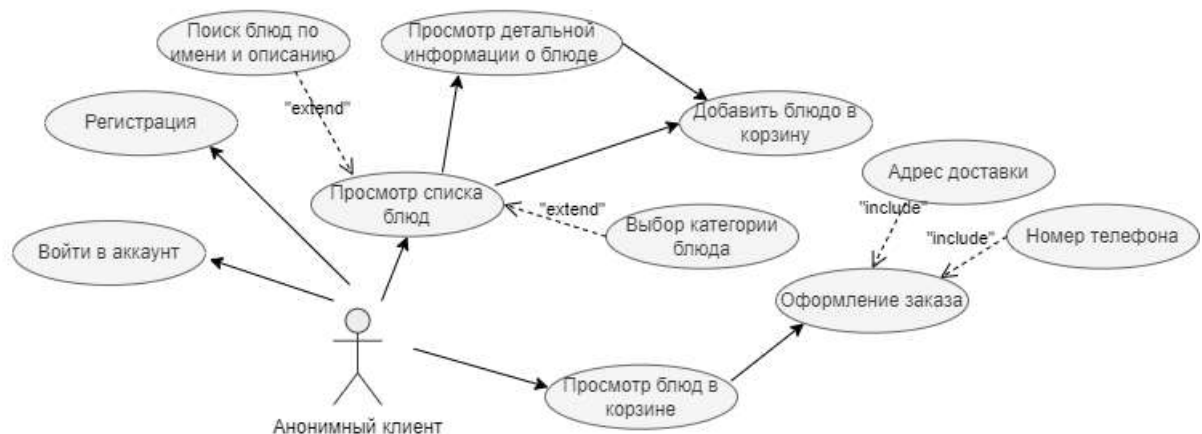 Поиск блюд по
имени и описанию
Просмотр детальной
информации о блюде
"extend"
Регистрация
Добавить блюдо в
корзину
Адрес доставки
Просмотр списка
блюд
"extend"
"include"
Выбор категории
блюда
"include"
Номер телефона
Войти в аккаунт
Оформление заказа
Просмотр блюд в
корзине
Анонимный клиент